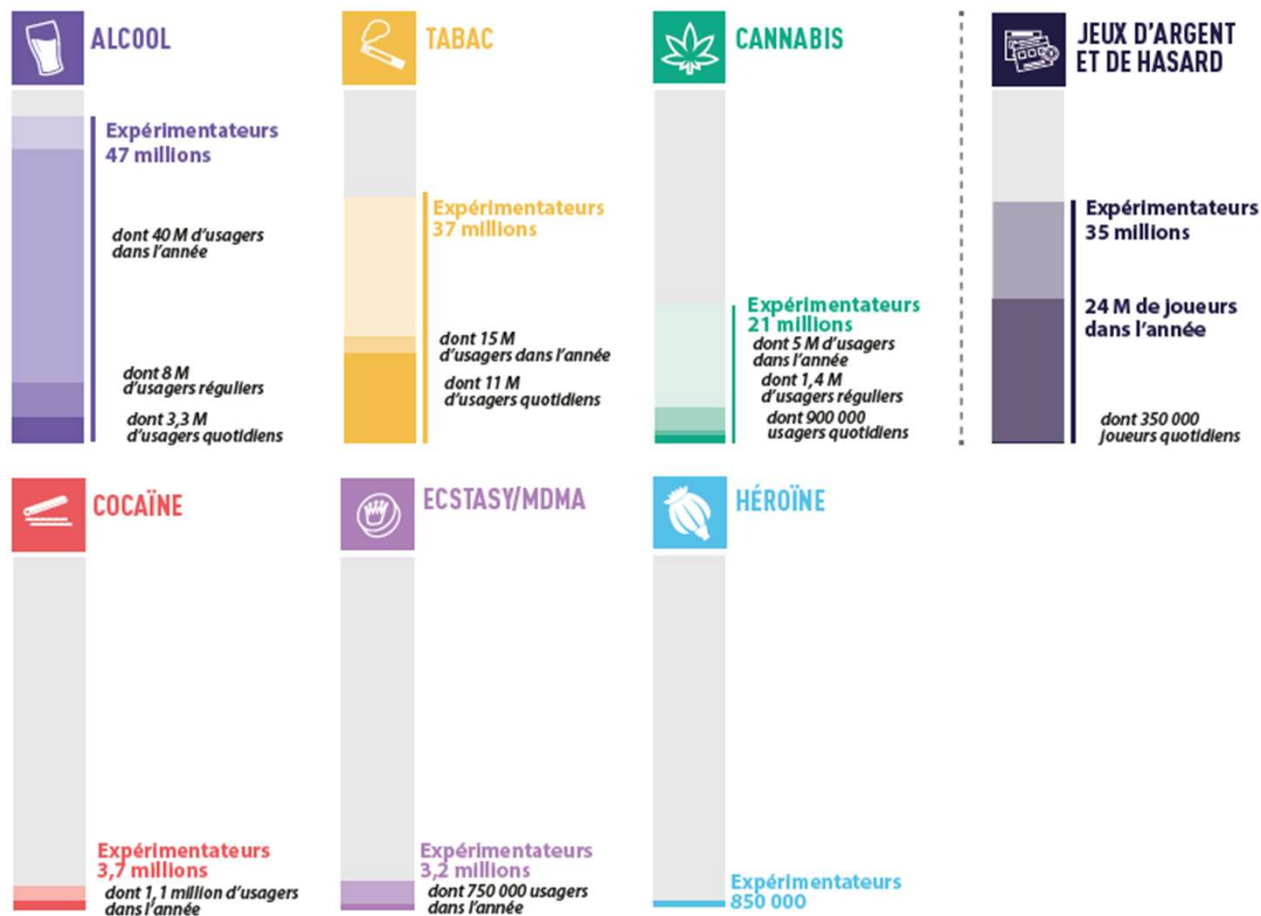 ALCOOL
Expérimentateurs
47 millions
dont 40 M d'usagers
dans l'année
dont 8 M
d'usagers réguliers
dont 3,3 M
d'usagers quotidiens
TABAC
Expérimentateurs
37 millions
dont 15 M
d'usagers dans l'année
dont 11 M
d'usagers quotidiens
CANNABIS
Expérimentateurs
21 millions
dont 5 M d'usagers
dans l'année
dont 1,4 M
d'usagers réguliers
dont 900 000
usagers quotidiens
JEUX D'ARGENT
ET DE HASARD
Expérimentateurs
35 millions
24 M de joueurs
dans l'année
dont 350 000
joueurs quotidiens
COCAÏNE
Expérimentateurs
3,7 millions
dont 1,1 million d'usagers
dans l'année
ECSTASY/MDMA
Expérimentateurs
3,2 millions
dont 750 000 usagers
dans l'année
HÉROÏNE
Expérimentateurs
850 000